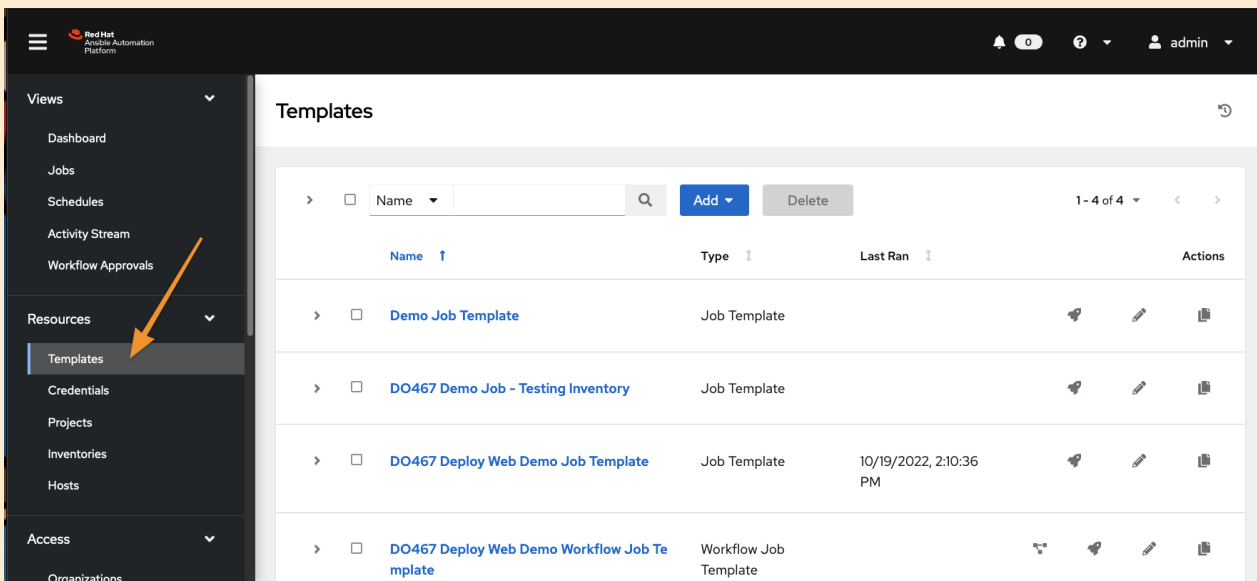 Red Hat
Ansible Automation
Platform
0
admin
Views
Dashboard
Jobs
Schedules
Activity Stream
Workflow Approvals
Resources
Templates
Credentials
Projects
Inventories
Hosts
Access
Organizations
Templates
Name
Add
Delete
1 - 4 of 4
Name Type Last Ran Actions
Demo Job Template Job Template
DO467 Demo Job - Testing Inventory Job Template
DO467 Deploy Web Demo Job Template Job Template 10/19/2022, 2:10:36
PM
DO467 Deploy Web Demo Workflow Job Te Workflow Job
mplate Template